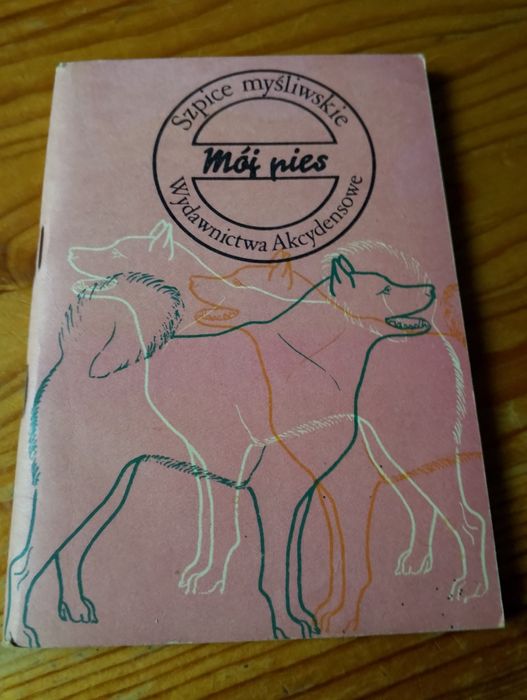 Szpice myśliwskie
Mój pies
Wydawnictwa Akcydensowe